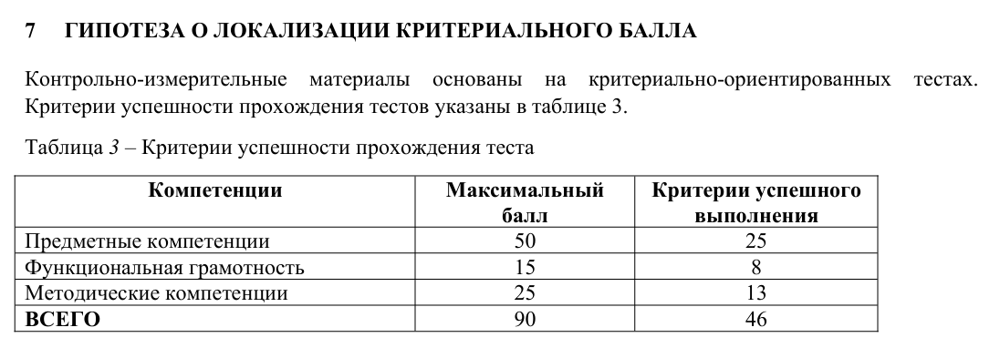 7 ГИПОТЕЗА О ЛОКАЛИЗАЦИИ КРИТЕРИАЛЬНОГО БАЛЛА
Контрольно-измерительные материалы основаны на критериально-ориентированных тестах.
Критерии успешности прохождения тестов указаны в таблице 3.
Таблица 3 – Критерии успешности прохождения теста
Компетенции Максимальный балл Критерии успешного выполнения
Предметные компетенции 50 25
Функциональная грамотность 15 8
Методические компетенции 25 13
ВСЕГО 90 46